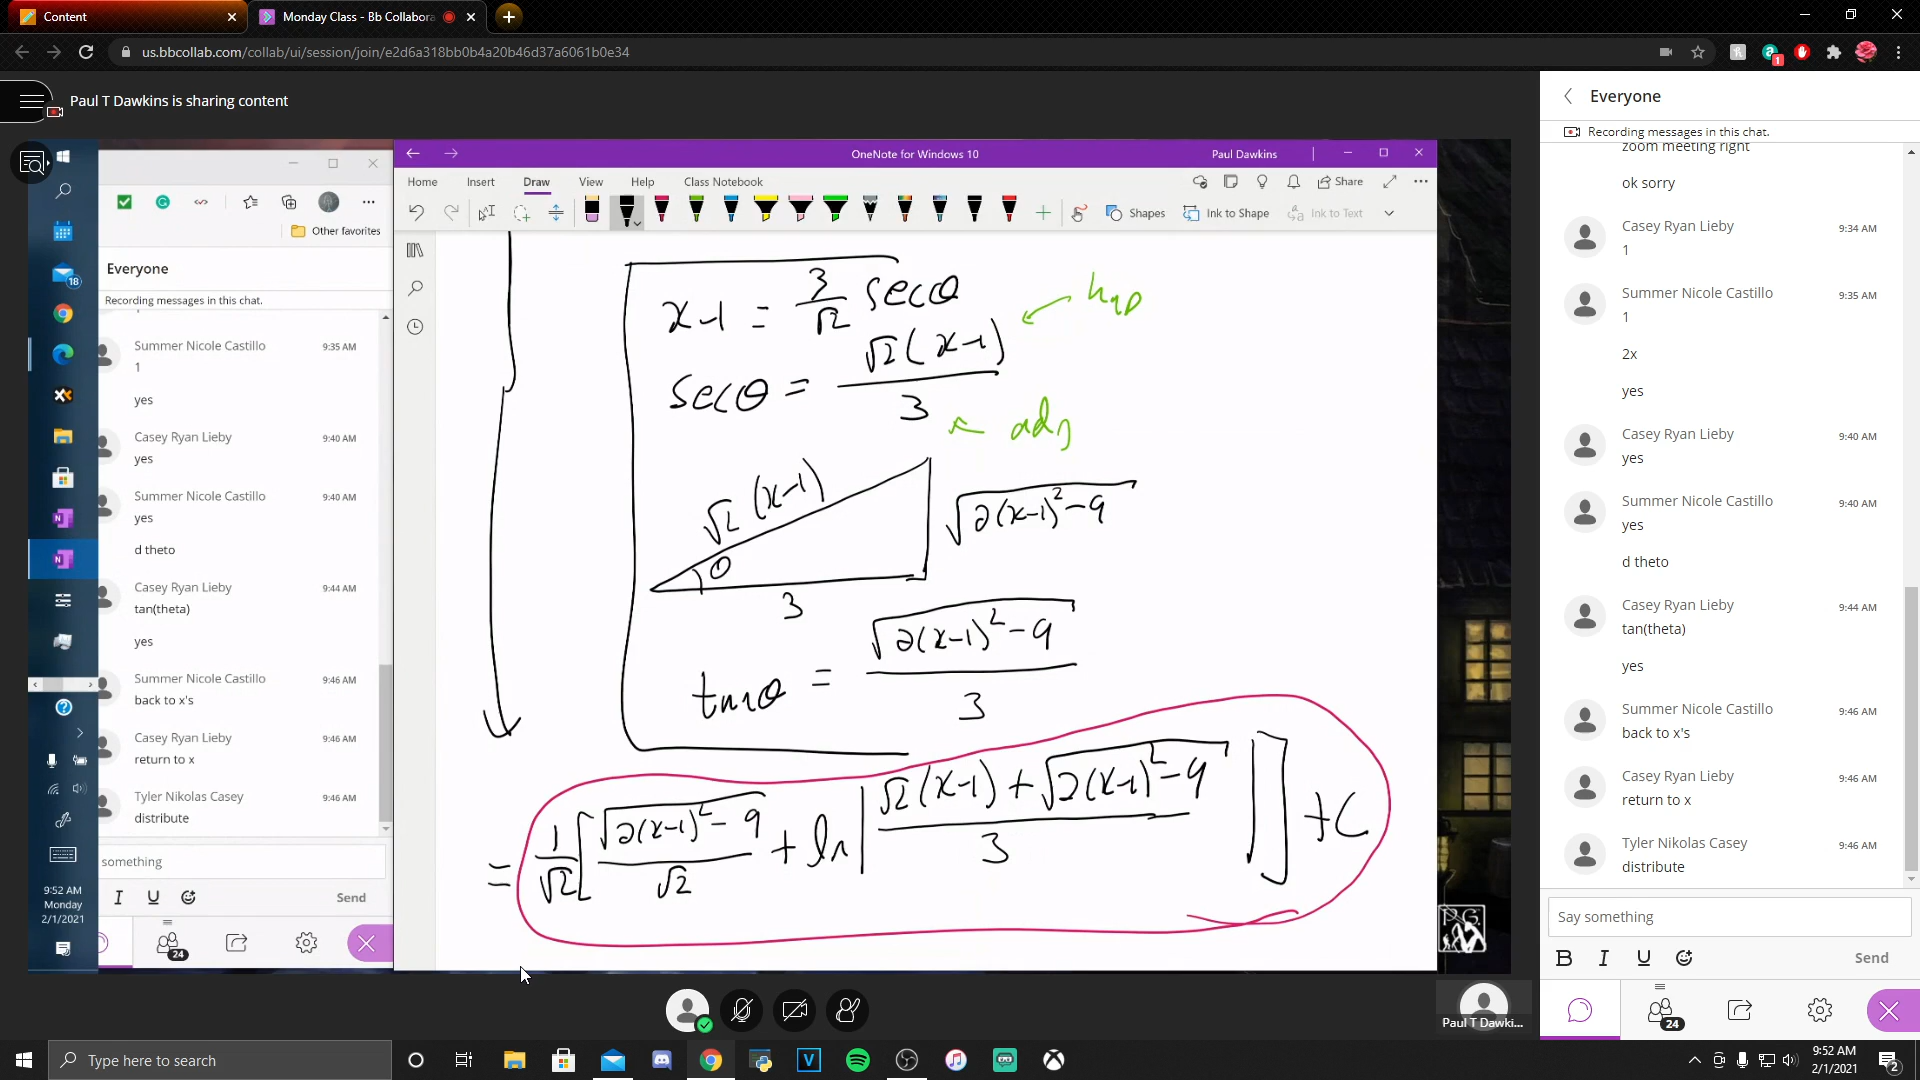 Content
Monday Class - Bb Collabora
us.bbcollab.com/collab/ui/session/join/e2d6a318bb0b4a20b46d37a6061b0e34
Paul T Dawkins is sharing content
Other favorites
Everyone
Recording messages in this chat.
Summer Nicole Castillo 9:35 AM
1
yes
Casey Ryan Lieby 9:40 AM
yes
Summer Nicole Castillo 9:40 AM
yes
d theto
Casey Ryan Lieby 9:44 AM
tan(theta)
yes
Summer Nicole Castillo 9:46 AM
back to x's
Casey Ryan Lieby 9:46 AM
return to x
Tyler Nikolas Casey 9:46 AM
distribute
something
I U Send
24
18
9:52 AM
Monday
2/1/2021
OneNote for Windows 10 Paul Dawkins
Home Insert Draw View Help Class Notebook Share
Shapes Ink to Shape Ink to Text
x-1 = 3/√2 secθ
hyp
secθ = √2(x-1)/3
adj
√2(x-1)
√2(x-1)²-9
θ
3
tanθ = √2(x-1)²-9/3
= 1/√2[√2(x-1)²-9/√2 + ln|√2(x-1)+√2(x-1)²-9/3|]+C
P.G.
Paul T Dawki...
Everyone
Recording messages in this chat.
zoom meeting right
ok sorry
Casey Ryan Lieby 9:34 AM
1
Summer Nicole Castillo 9:35 AM
1
2x
yes
Casey Ryan Lieby 9:40 AM
yes
Summer Nicole Castillo 9:40 AM
yes
d theto
Casey Ryan Lieby 9:44 AM
tan(theta)
yes
Summer Nicole Castillo 9:46 AM
back to x's
Casey Ryan Lieby 9:46 AM
return to x
Tyler Nikolas Casey 9:46 AM
distribute
Say something
B I U Send
24
Type here to search
9:52 AM
2/1/2021
2